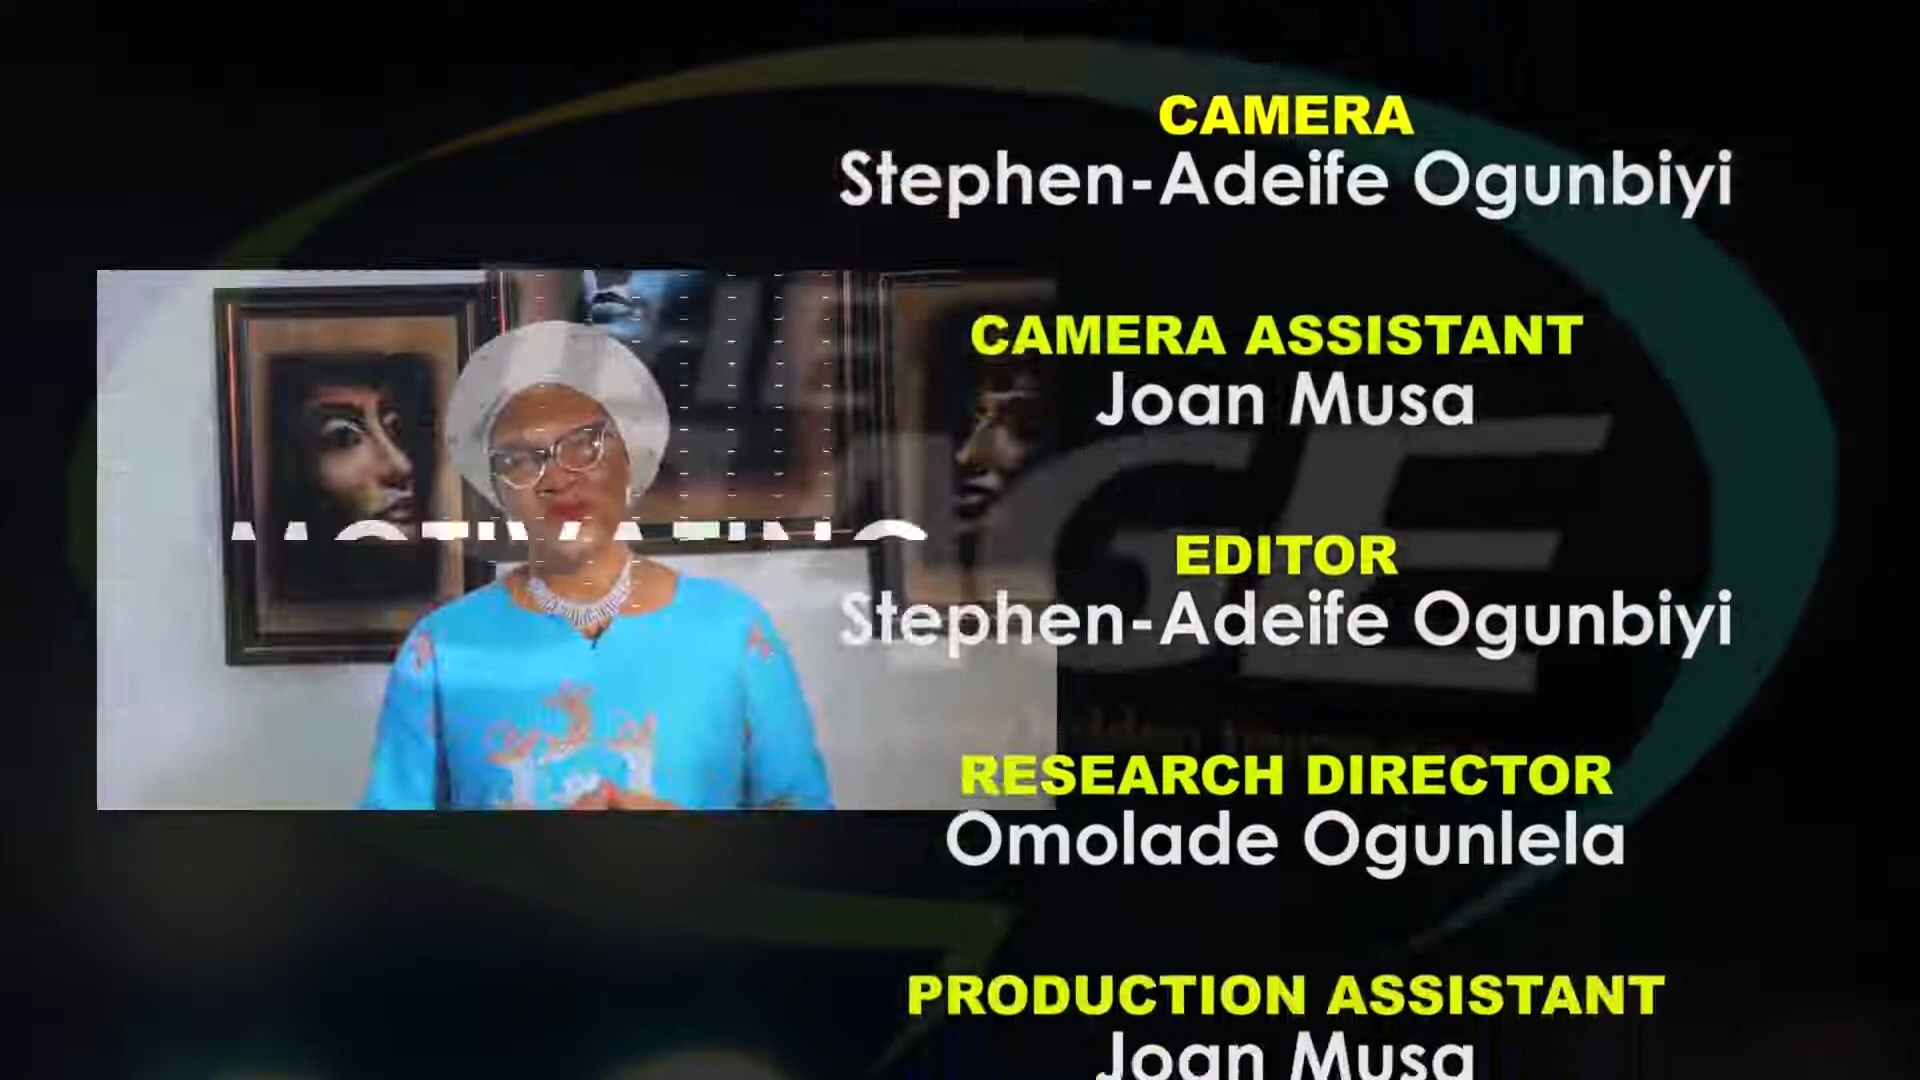 CAMERA
Stephen-Adeife Ogunbiyi
CAMERA ASSISTANT
Joan Musa
EDITOR
Stephen-Adeife Ogunbiyi
MOTIVATING
RESEARCH DIRECTOR
Omolade Ogunlela
PRODUCTION ASSISTANT
Joan Musa